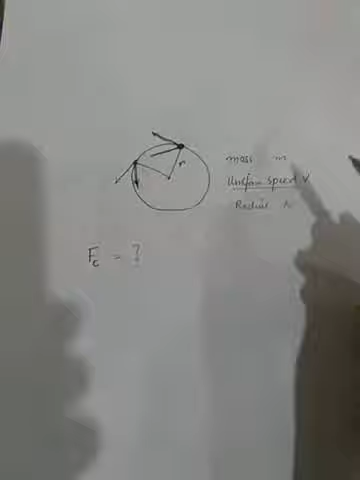 r
mass m
Uniform speed V
Radius r
Fc = ?